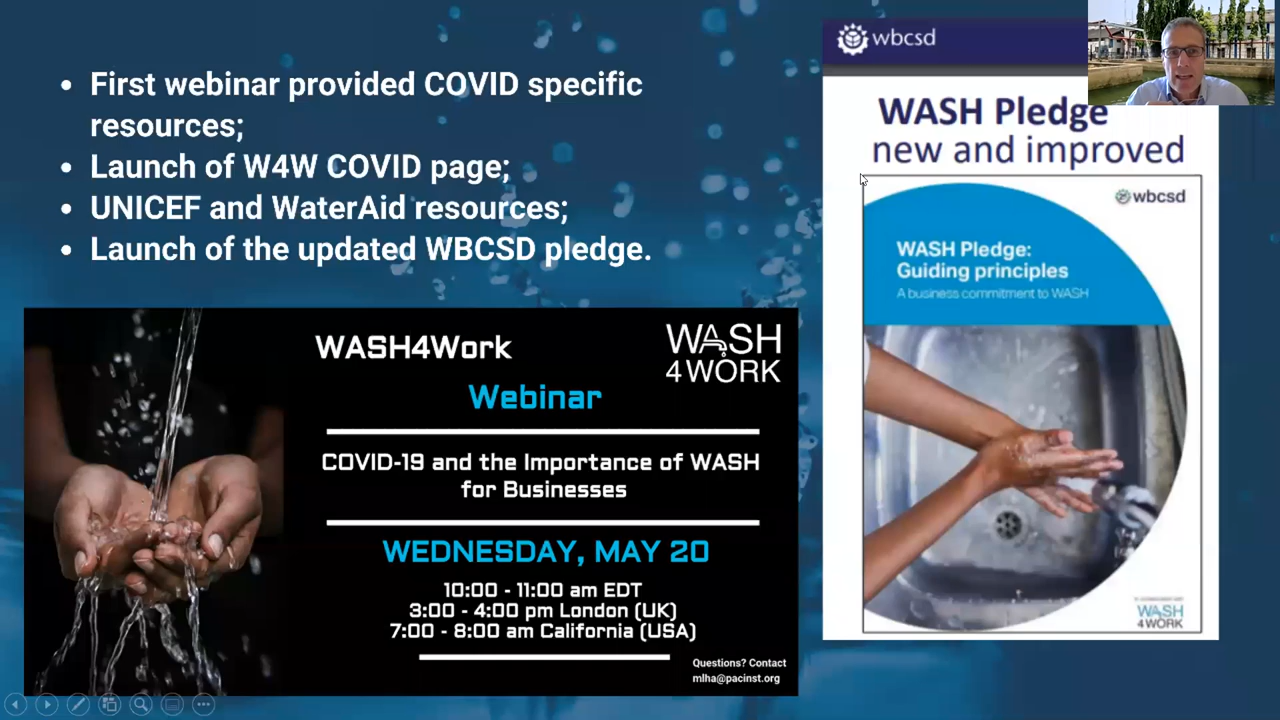 • First webinar provided COVID specific
resources;
• Launch of W4W COVID page;
• UNICEF and WaterAid resources;
• Launch of the updated WBCSD pledge.
WASH4Work
WASH
4WORK
Webinar
COVID-19 and the Importance of WASH
for Businesses
WEDNESDAY, MAY 20
10:00 - 11:00 am EDT
3:00 - 4:00 pm London (UK)
7:00 - 8:00 am California (USA)
Questions? Contact
mlha@pacinst.org
wbcsd
WASH Pledge
new and improved
wbcsd
WASH Pledge:
Guiding principles
A business commitment to WASH
WASH
4WORK